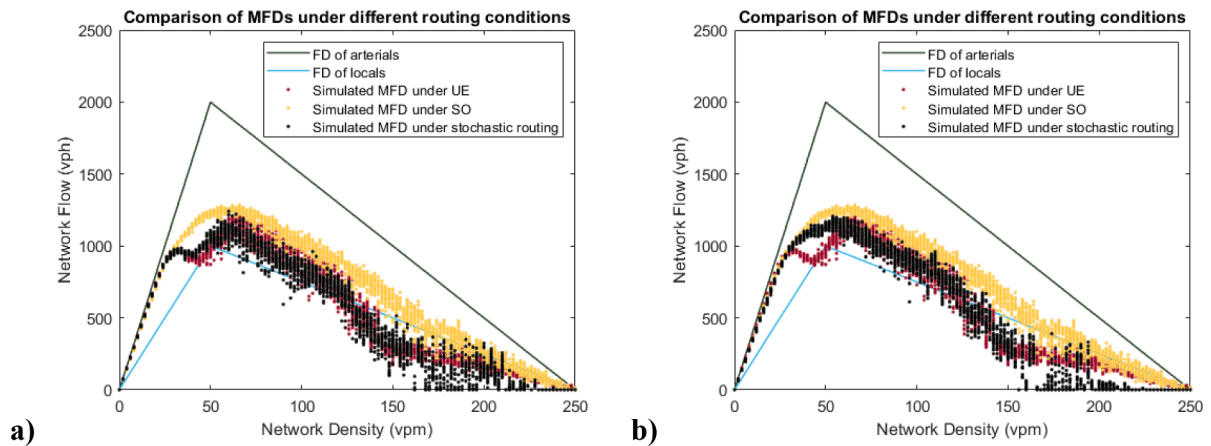 Comparison of MFDs under different routing conditions
2500
2000
1500
1000
500
0
Network Flow (vph)
FD of arterials
FD of locals
Simulated MFD under UE
Simulated MFD under SO
Simulated MFD under stochastic routing
0
50
100
150
200
250
Network Density (vpm)
a)
Comparison of MFDs under different routing conditions
2500
2000
1500
1000
500
0
Network Flow (vph)
FD of arterials
FD of locals
Simulated MFD under UE
Simulated MFD under SO
Simulated MFD under stochastic routing
0
50
100
150
200
250
Network Density (vpm)
b)